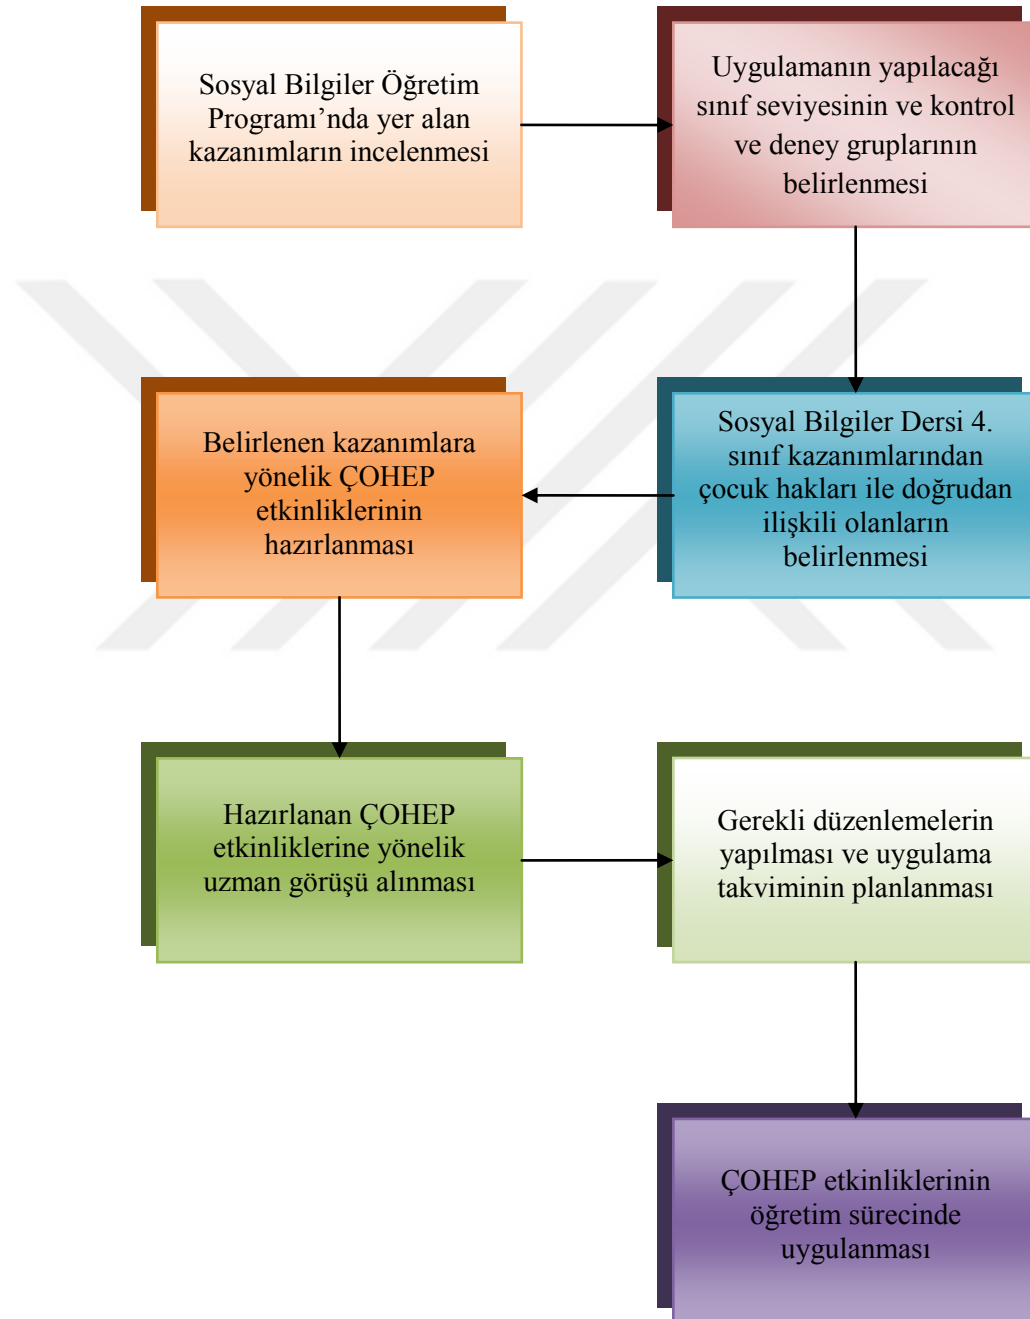 Sosyal Bilgiler Öğretim
Programı’nda yer alan
kazanımların incelenmesi
Uygulamanın yapılacağı
sınıf seviyesinin ve kontrol
ve deney gruplarının
belirlenmesi
Sosyal Bilgiler Dersi 4.
sınıf kazanımlarından
çocuk hakları ile doğrudan
ilişkili olanların
belirlenmesi
Belirlenen kazanımlara
yönelik ÇOHEP
etkinliklerinin
hazırlanması
Hazırlanan ÇOHEP
etkinliklerine yönelik
uzman görüşü alınması
Gerekli düzenlemelerin
yapılması ve uygulama
takviminin planlanması
ÇOHEP etkinliklerinin
öğretim sürecinde
uygulanması